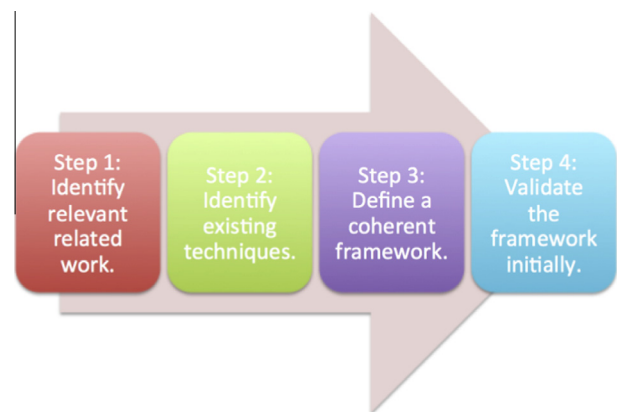 Step 1:
Identify
relevant
related
work.
Step 2:
Identify
existing
techniques.
Step 3:
Define a
coherent
framework.
Step 4:
Validate
the
framework
initially.